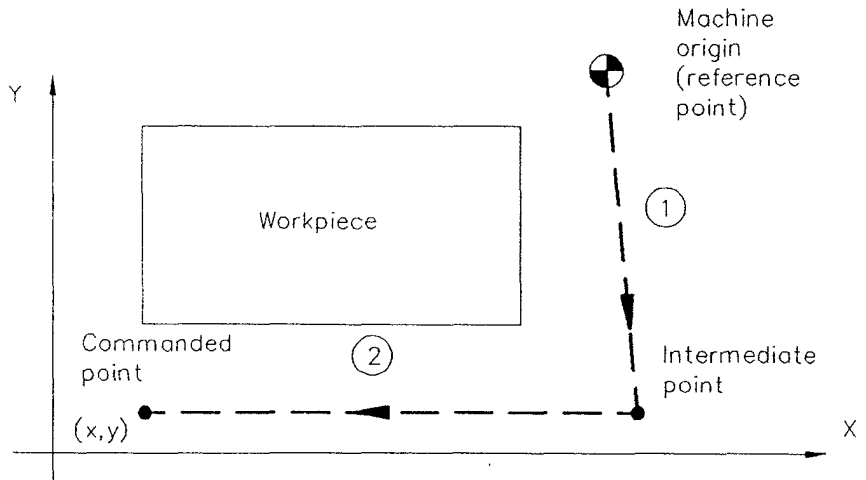 Machine
origin
(reference
point)
Y
1
Workpiece
Commanded
point
2
Intermediate
point
(x,y)
X